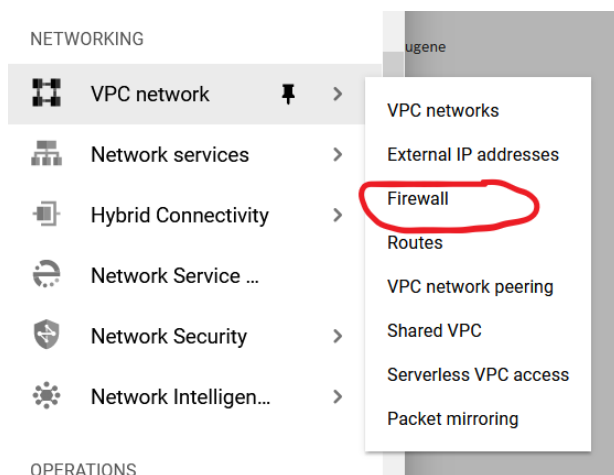 NETWORKING
ugene
VPC network
Network services
Hybrid Connectivity
Network Service ...
Network Security
Network Intelligen...
OPERATIONS
VPC networks
External IP addresses
Firewall
Routes
VPC network peering
Shared VPC
Serverless VPC access
Packet mirroring